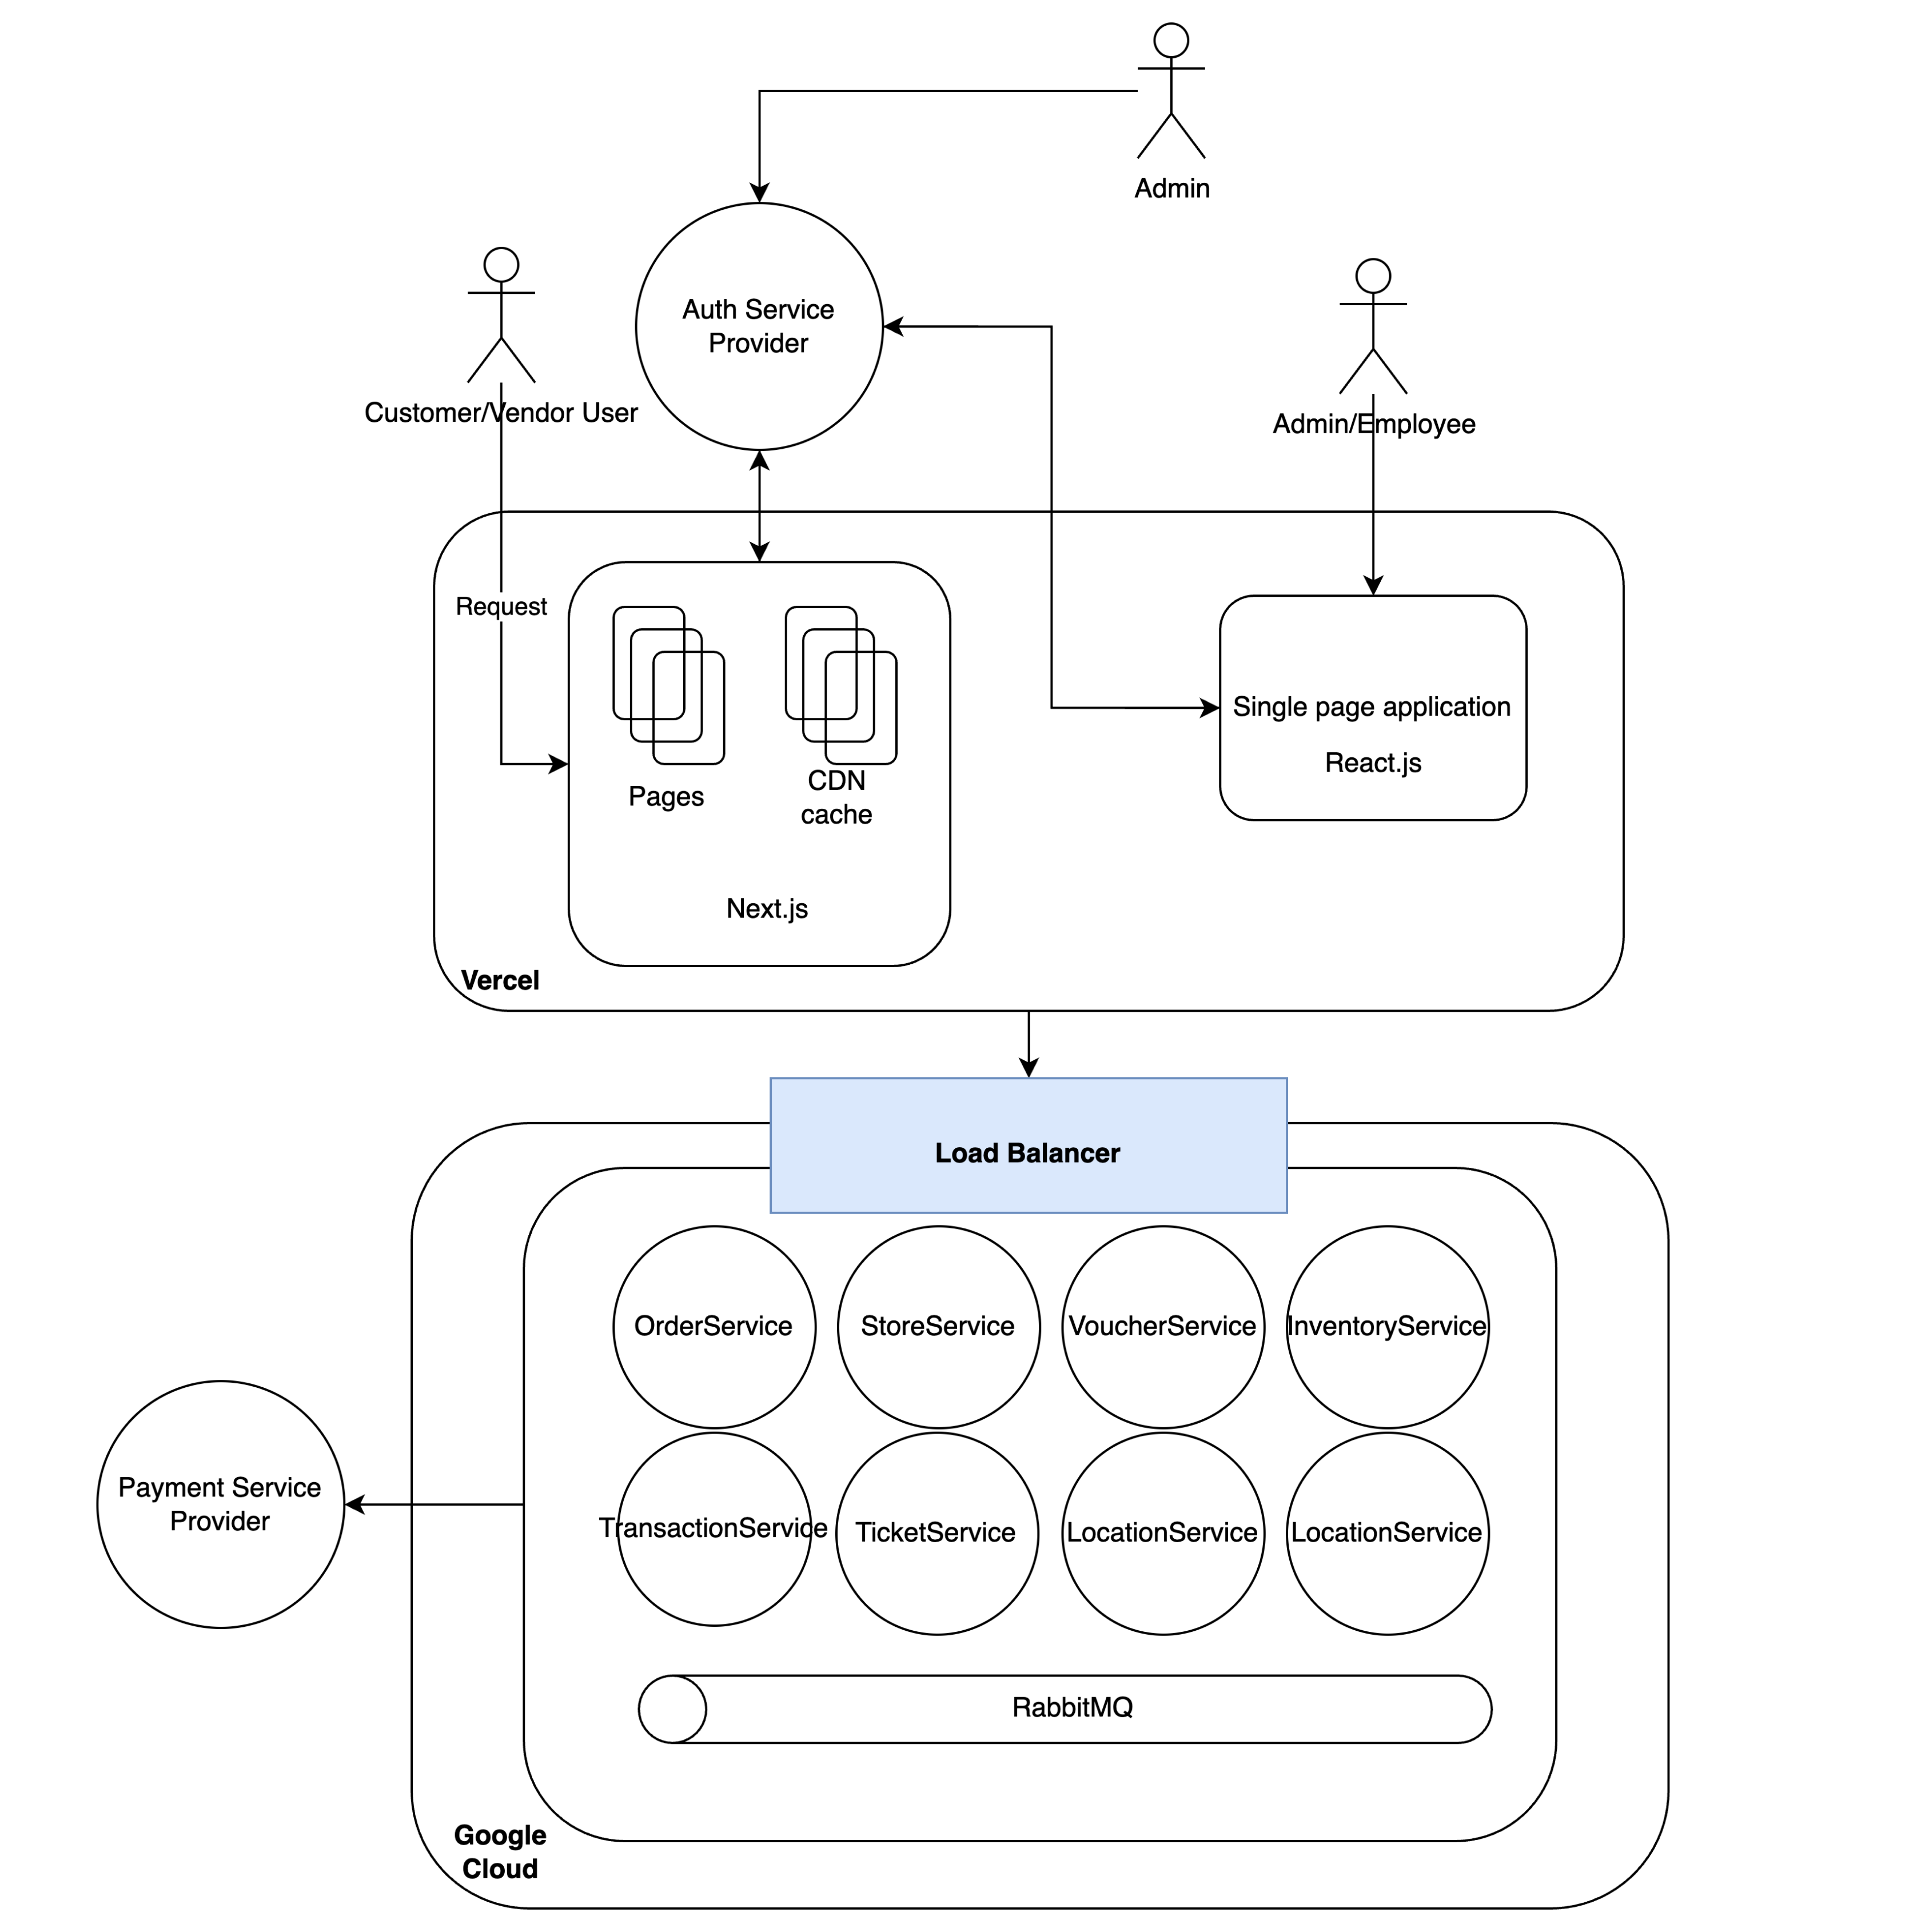 Admin
Auth Service
Provider
Customer/Vendor User
Admin/Employee
Request
Single page application
React.js
Pages
CDN
cache
Next.js
Vercel
Load Balancer
OrderService
StoreService
VoucherService
InventoryService
Payment Service
Provider
TransactionService
TicketService
LocationService
LocationService
RabbitMQ
Google
Cloud